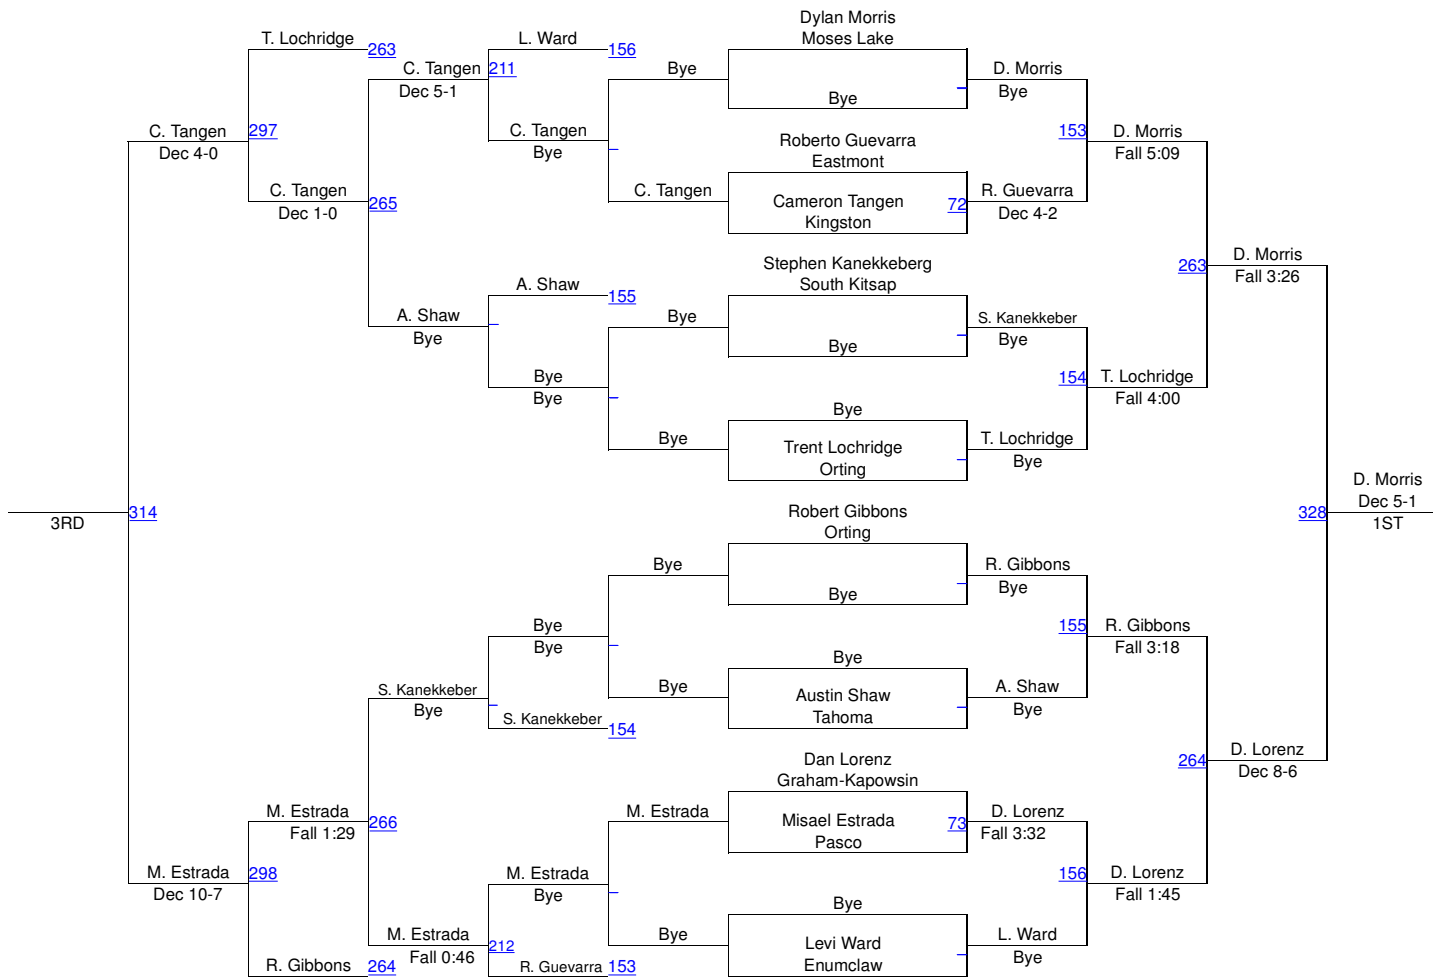 Dylan Morris
T. Lochridge 263 L. Ward 156 Moses Lake
C. Tangen 211 Bye D. Morris
Dec 5-1 Bye Bye
C. Tangen 297 C. Tangen 153 D. Morris
Dec 4-0 Bye Roberto Guevarra Fall 5:09
Eastmont
C. Tangen C. Tangen R. Guevarra
Dec 1-0 265 Cameron Tangen 72 Dec 4-2
Kingston
Stephen Kanekkeberg D. Morris
A. Shaw 155 South Kitsap 263 Fall 3:26
A. Shaw Bye S. Kanekkeber
Bye Bye Bye
Bye 154 T. Lochridge
Bye Fall 4:00
Bye
Bye Trent Lochridge T. Lochridge
Orting Bye
D. Morris
314 Robert Gibbons 328 Dec 5-1
3RD Orting 1ST
Bye R. Gibbons
Bye Bye
Bye 155 R. Gibbons
Bye Fall 3:18
Bye
S. Kanekkeber Bye Austin Shaw A. Shaw
Bye Tahoma Bye
S. Kanekkeber 154
Dan Lorenz 264 D. Lorenz
Graham-Kapowsin Dec 8-6
M. Estrada M. Estrada D. Lorenz
Fall 1:29 266 Misael Estrada 73 Fall 3:32
Pasco
M. Estrada 298 M. Estrada 156 D. Lorenz
Dec 10-7 Bye Fall 1:45
Bye
M. Estrada 212 Bye Levi Ward L. Ward
Fall 0:46 Enumclaw Bye
R. Gibbons 264 R. Guevarra 153